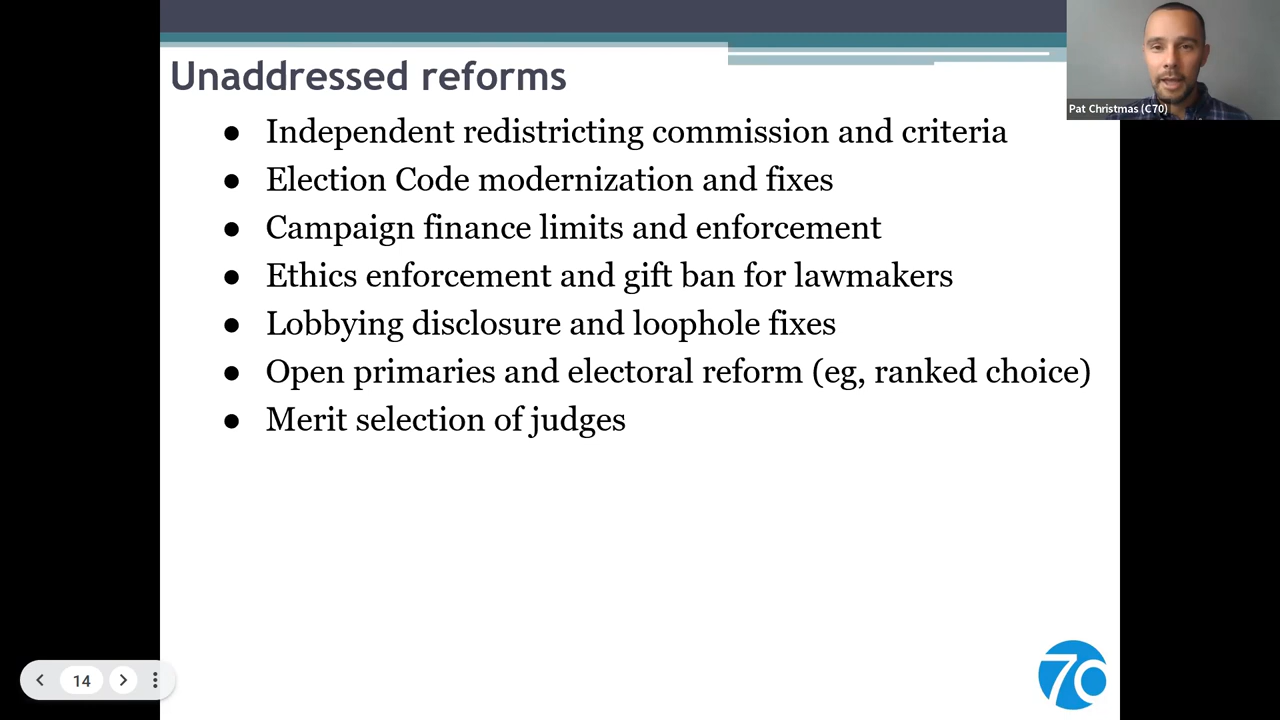 Unaddressed reforms
Pat Christmas (C70)
● Independent redistricting commission and criteria
● Election Code modernization and fixes
● Campaign finance limits and enforcement
● Ethics enforcement and gift ban for lawmakers
● Lobbying disclosure and loophole fixes
● Open primaries and electoral reform (eg, ranked choice)
● Merit selection of judges
14
70